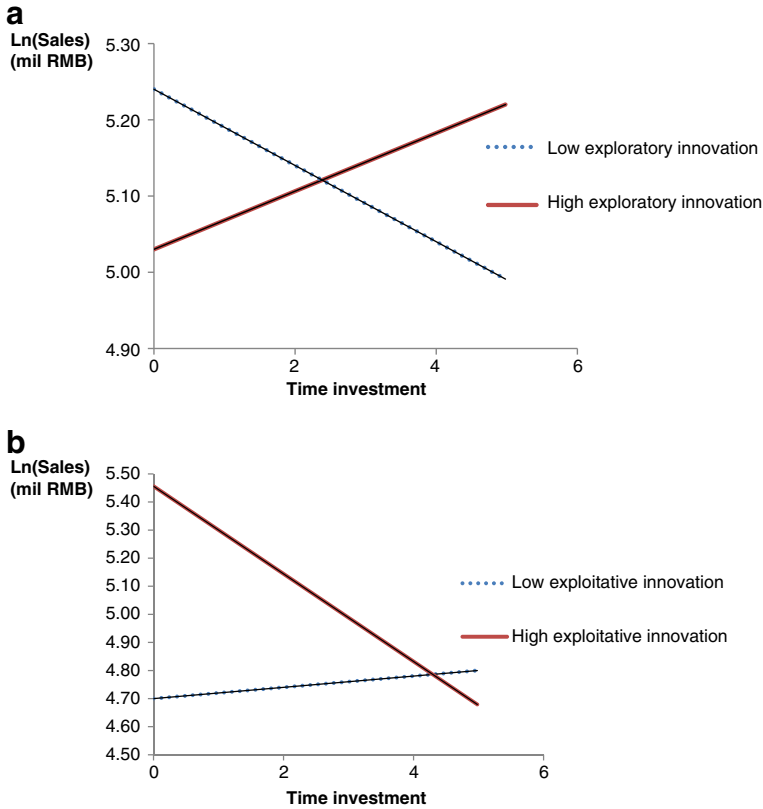 a
Ln(Sales)
(mil RMB)
5.30
5.20
5.10
5.00
4.90
Low exploratory innovation
High exploratory innovation
0 2 4 6
Time investment
b
Ln(Sales)
(mil RMB)
5.50
5.40
5.30
5.20
5.10
5.00
4.90
4.80
4.70
4.60
4.50
Low exploitative innovation
High exploitative innovation
0 2 4 6
Time investment